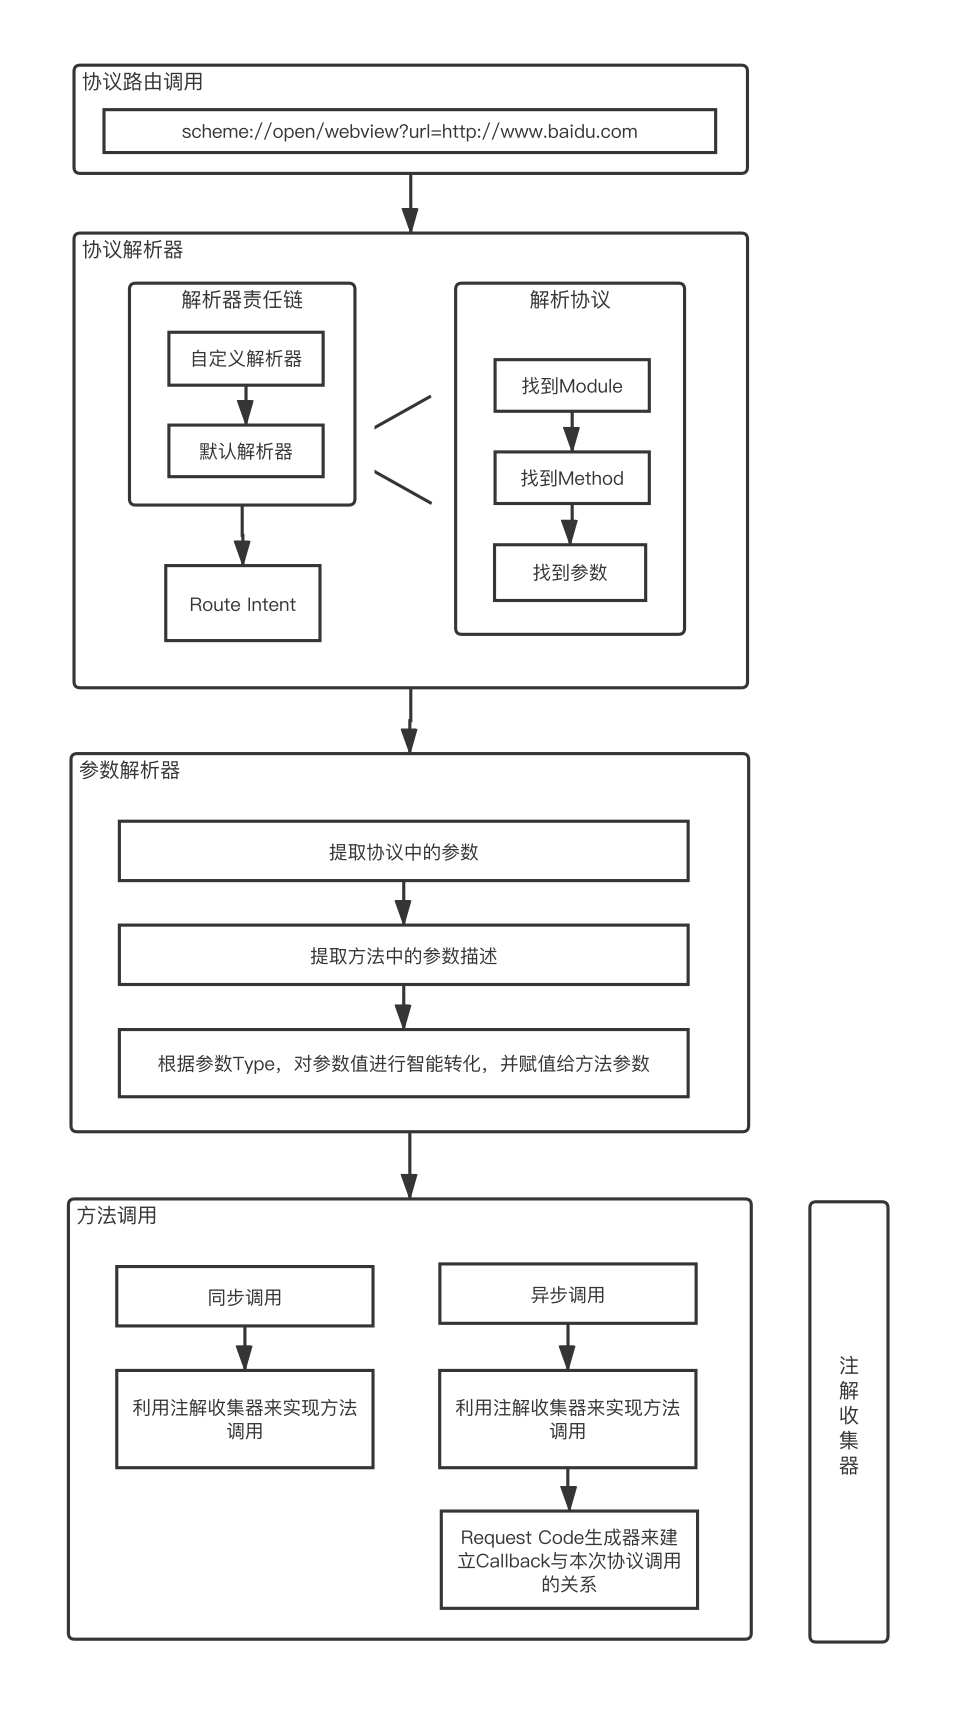 协议路由调用
scheme://open/webview?url=http://www.baidu.com
协议解析器
解析器责任链
自定义解析器
默认解析器
Route Intent
解析协议
找到Module
找到Method
找到参数
参数解析器
提取协议中的参数
提取方法中的参数描述
根据参数Type，对参数值进行智能转化，并赋值给方法参数
方法调用
同步调用
利用注解收集器来实现方法
调用
异步调用
利用注解收集器来实现方法
调用
Request Code生成器来建
立Callback与本次协议调用
的关系
注
解
收
集
器